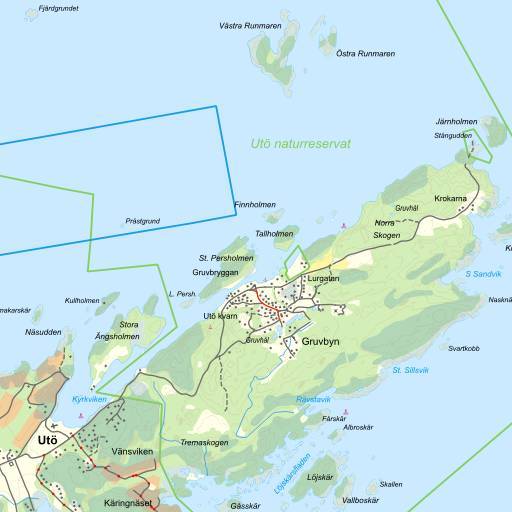 Fjärdgrundet
Västra Runmaren
Östra Runmaren
Järnholmen
Stångudden
Utö naturreservat
Krokarna
Finnholmen
Gruvhål
Prästgrund
Norra
Skogen
Tallholmen
St. Persholmen
Gruvbryggan
S Sandvik
Lurgatan
L. Persh.
Kullholmen
makarskär
Utö kvarn
Stora
Ängsholmen
Näsudden
Gruvhål
Gruvbyn
Svartkobb
St. Sillsvik
Kyrkviken
Rävstavik
Fårskär
Albroskär
Utö
Tremaskogen
Vänsviken
Löjskärsfladen
Löjskär
Skallen
Vallboskär
Käringnäset
Gåsskär